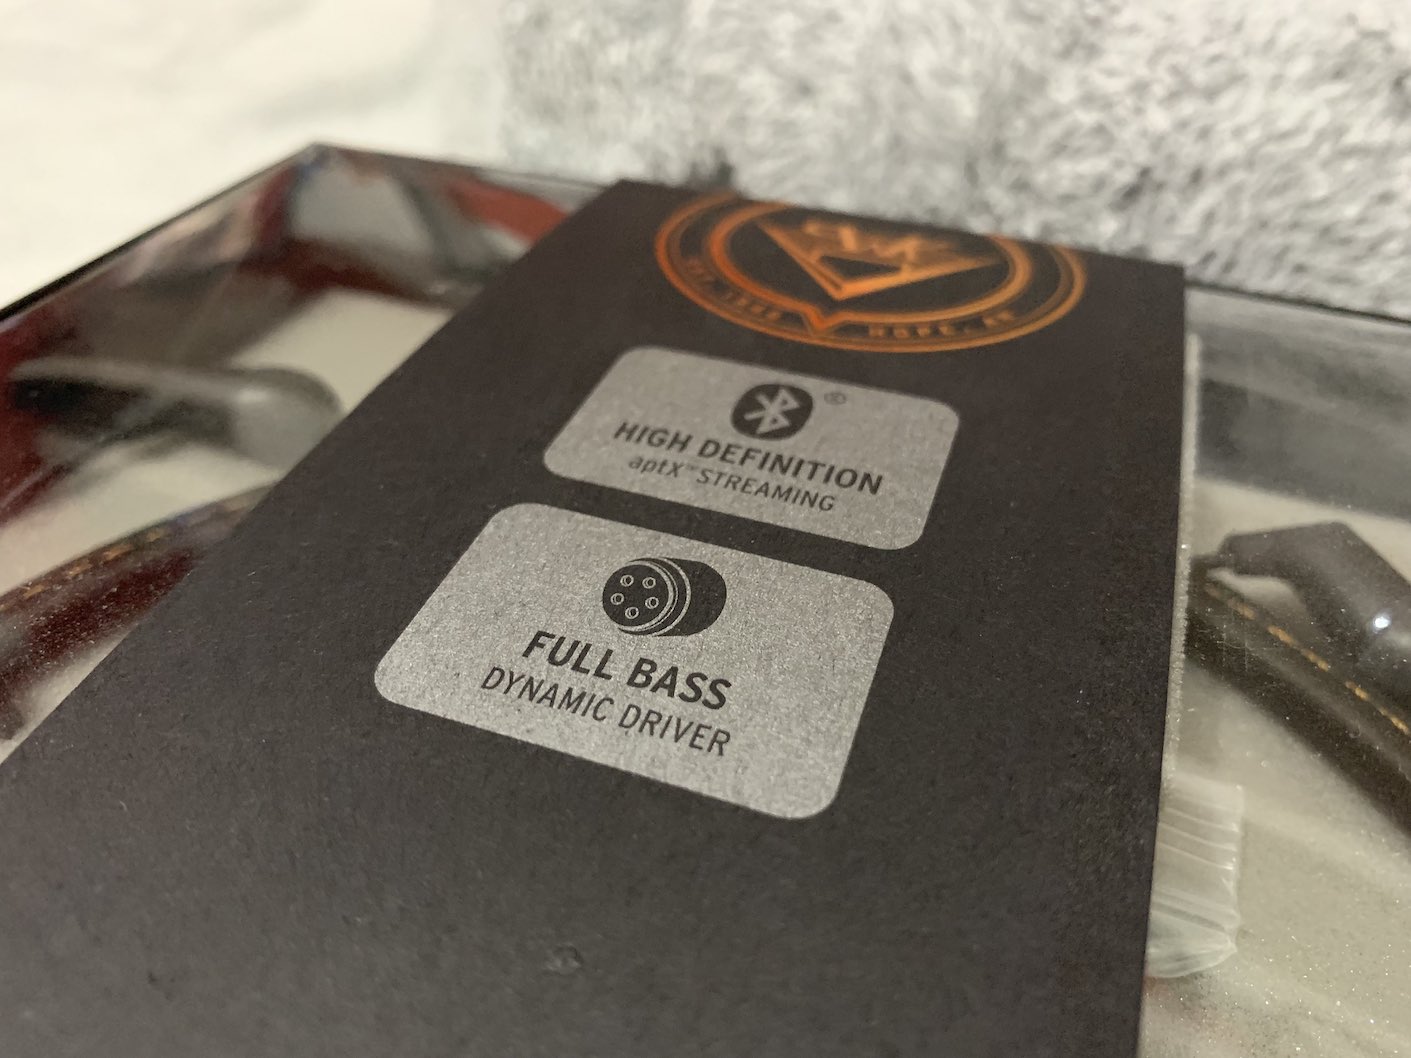 ®
HIGH DEFINITION
aptX™ STREAMING
FULL BASS
DYNAMIC DRIVER